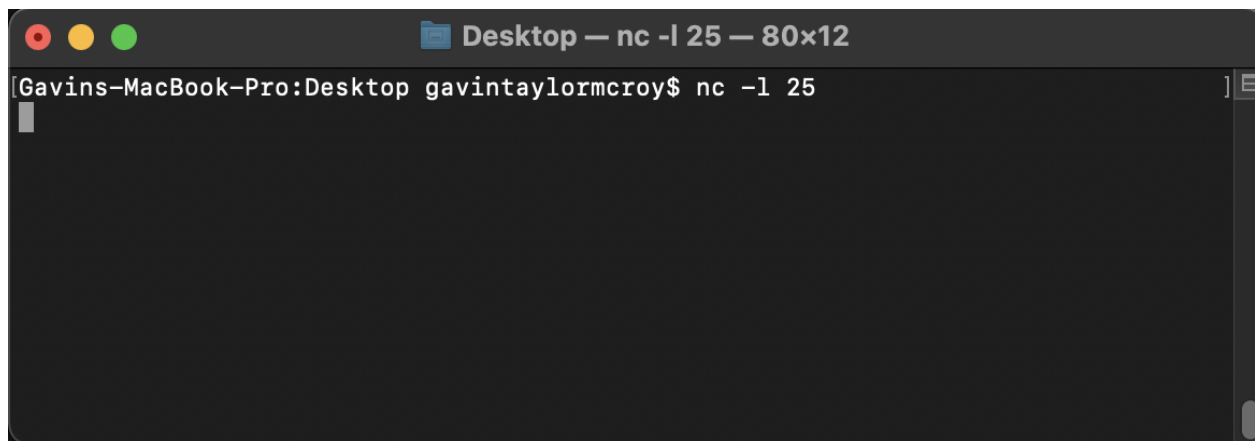 Desktop — nc -l 25 — 80×12
[Gavins-MacBook-Pro:Desktop gavintaylormcroy$ nc -l 25 ]